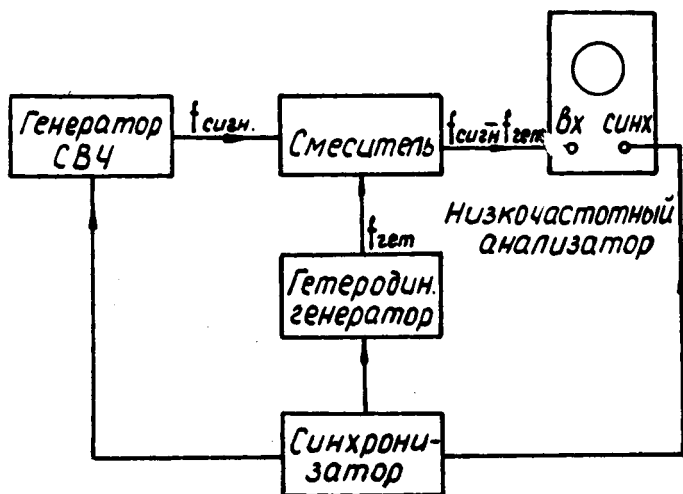 Генератор
СВЧ
fсигн.
Смеситель
fсигн-fгет
вх синх
Низкочастотный
анализатор
fгет
Гетеродин.
генератор
Синхрони-
затор